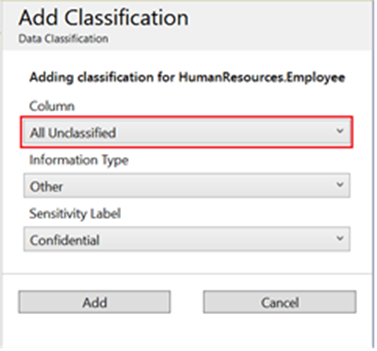 Add Classification
Data Classification
Adding classification for HumanResources.Employee
Column
All Unclassified
Information Type
Other
Sensitivity Label
Confidential
Add Cancel